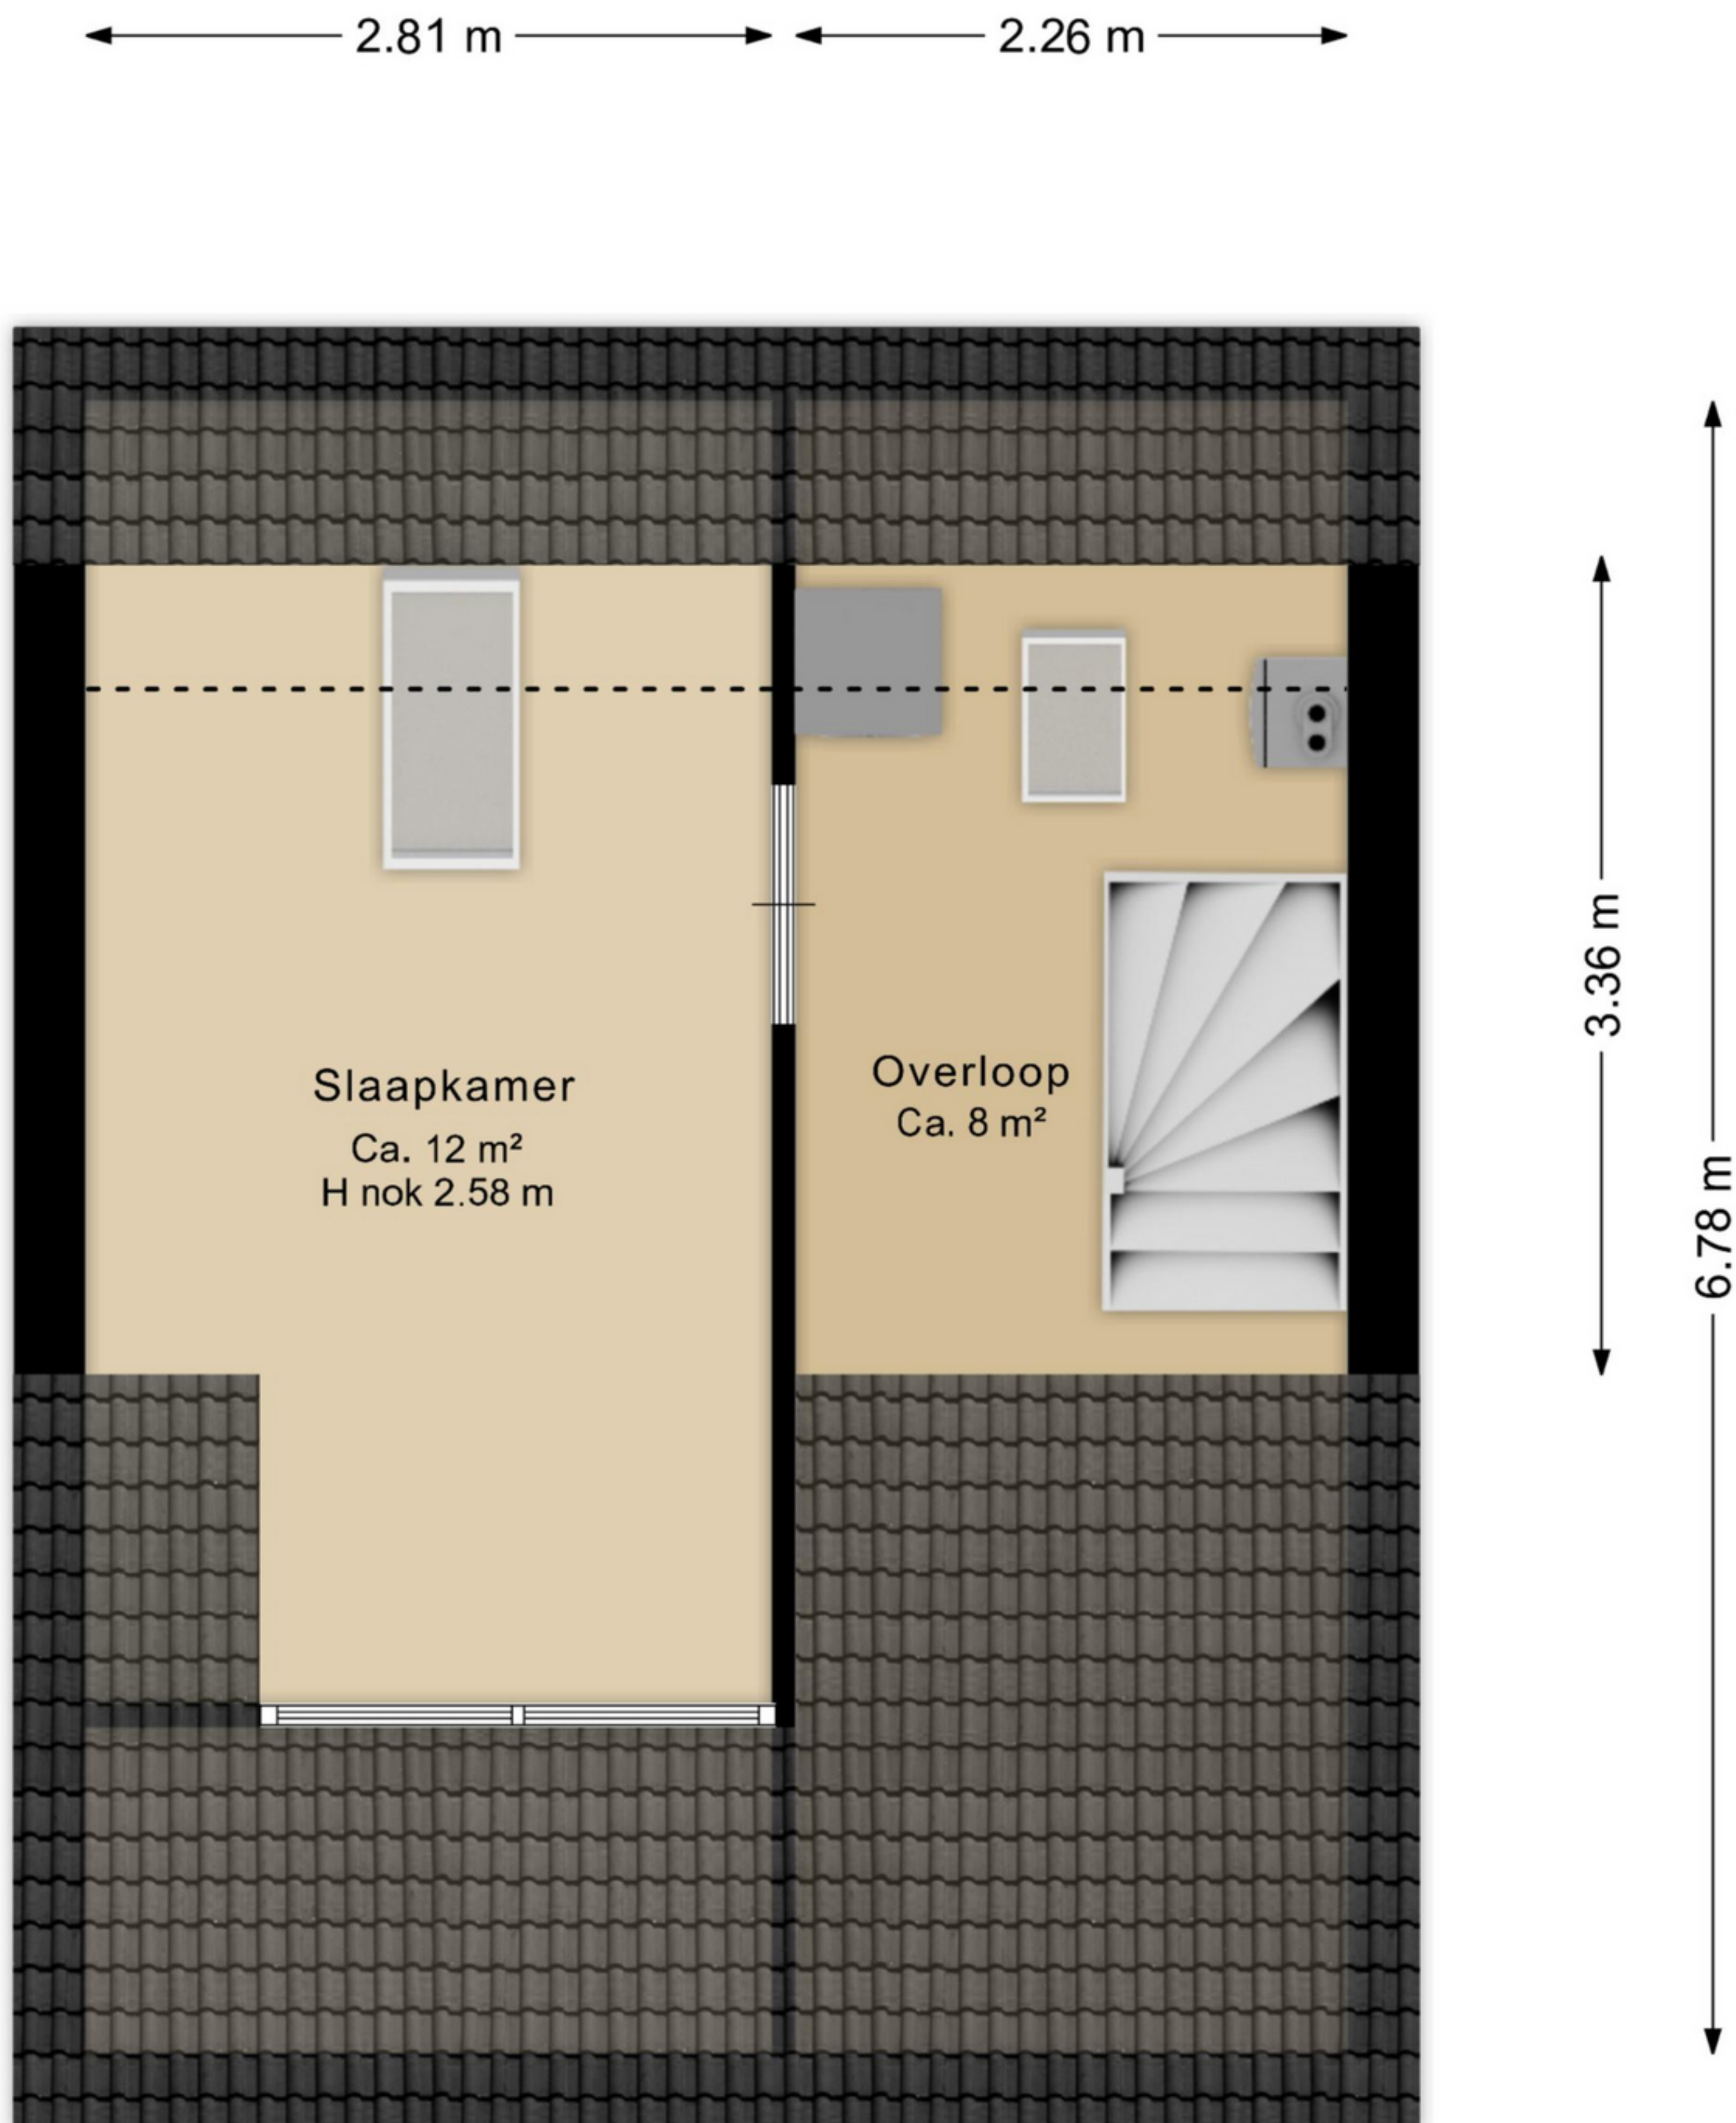 2.81 m
2.26 m
3.36 m
6.78 m
Slaapkamer
Ca. 12 m²
H nok 2.58 m
Overloop
Ca. 8 m²